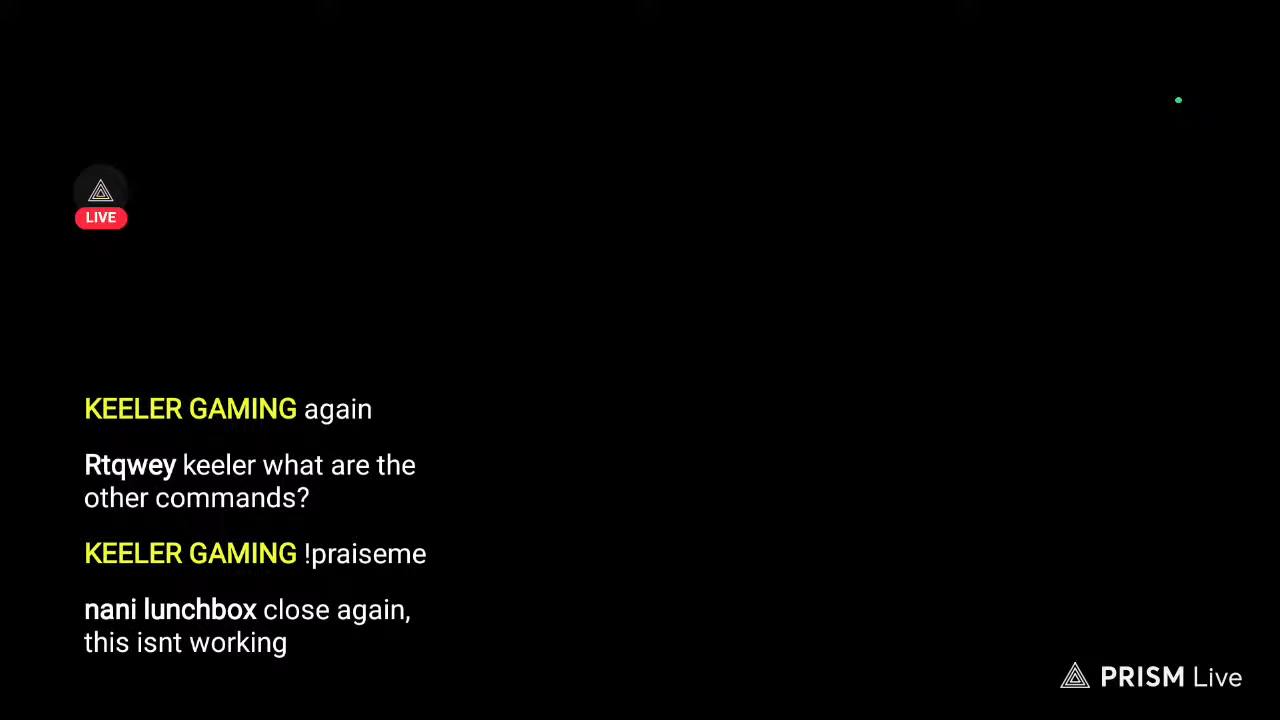 LIVE
KEELER GAMING again
Rtqwey keeler what are the
other commands?
KEELER GAMING !praiseme
nani lunchbox close again,
this isnt working
PRISM Live